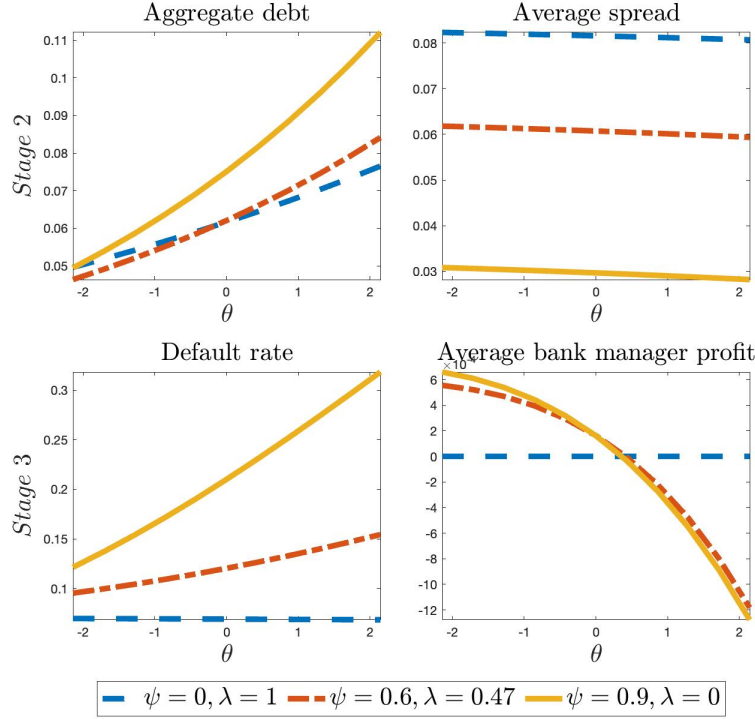 Aggregate debt
Average spread
Stage 2
0.11
0.1
0.09
0.08
0.07
0.06
0.05
-2 -1 0 1 2
θ
0.08
0.07
0.06
0.05
0.04
0.03
-2 -1 0 1 2
θ
Default rate
Average bank manager profit
Stage 3
0.3
0.25
0.2
0.15
0.1
-2 -1 0 1 2
θ
×10⁻⁴
6
4
2
0
-2
-4
-6
-8
-10
-12
-2 -1 0 1 2
θ
ψ = 0, λ = 1 ψ = 0.6, λ = 0.47 ψ = 0.9, λ = 0